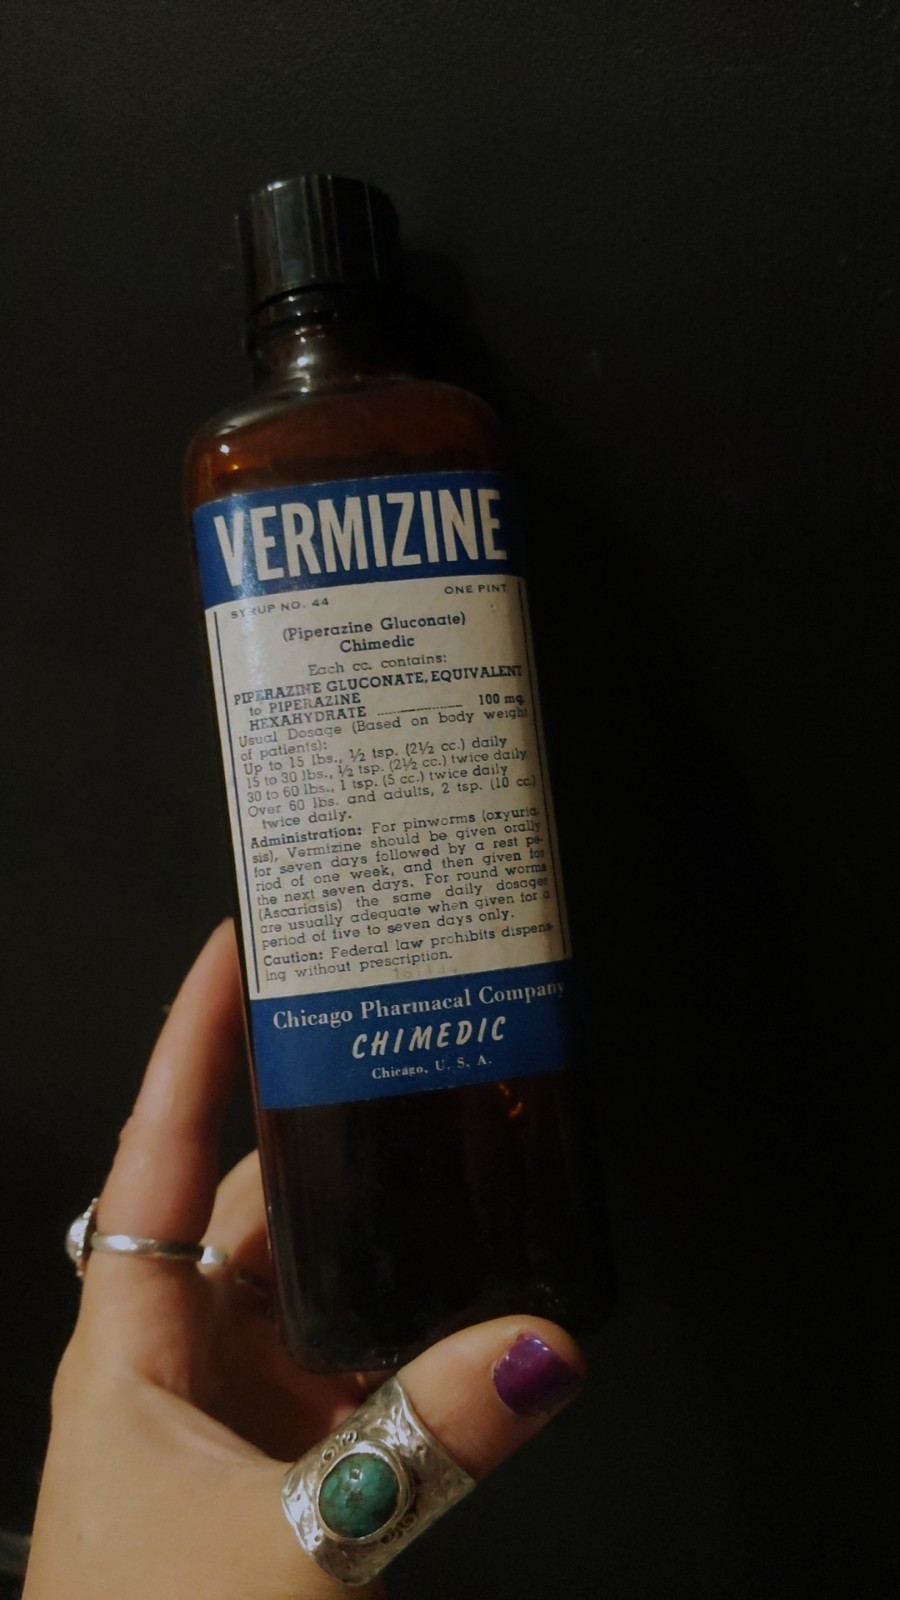 VERMIZINE
SYRUP NO. 44 ONE PINT
(Piperazine Gluconate)
Chimedic
Each cc. contains:
PIPERAZINE GLUCONATE, EQUIVALENT
to PIPERAZINE
HEXAHYDRATE ........................ 100 mg.
Usual Dosage (Based on body weight
of patients):
Up to 15 lbs., ½ tsp. (2½ cc.) daily
15 to 30 lbs., ½ tsp. (2½ cc.) twice daily
30 to 60 lbs., 1 tsp. (5 cc.) twice daily
Over 60 lbs. and adults, 2 tsp. (10 cc.)
twice daily.
Administration: For pinworms (oxyuria-
sis), Vermizine should be given orally
for seven days followed by a rest pe-
riod of one week, and then given for
the next seven days. For round worms
(Ascariasis) the same daily dosages
are usually adequate when given for a
period of five to seven days only.
Caution: Federal law prohibits dispens-
ing without prescription.
Chicago Pharmacal Company
CHIMEDIC
Chicago, U. S. A.